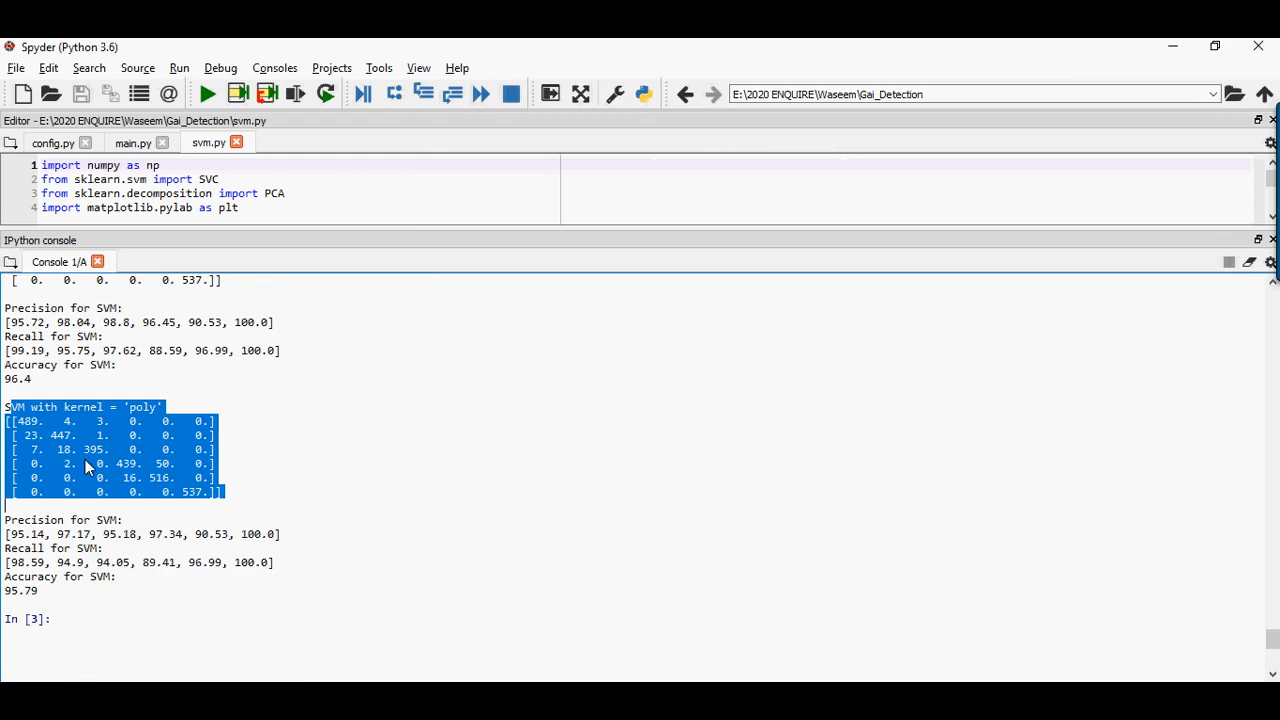 Spyder (Python 3.6)
File Edit Search Source Run Debug Consoles Projects Tools View Help
E:\2020 ENQUIRE\Waseem\Gai_Detection
Editor - E:\2020 ENQUIRE\Waseem\Gai_Detection\svm.py
config.py main.py svm.py
1 import numpy as np
2 from sklearn.svm import SVC
3 from sklearn.decomposition import PCA
4 import matplotlib.pylab as plt
IPython console
Console 1/A
[ 0. 0. 0. 0. 0. 537.]]
Precision for SVM:
[95.72, 98.04, 98.8, 96.45, 90.53, 100.0]
Recall for SVM:
[99.19, 95.75, 97.62, 88.59, 96.99, 100.0]
Accuracy for SVM:
96.4
SVM with kernel = 'poly'
[[489. 4. 3. 0. 0. 0.]
[ 23. 447. 1. 0. 0. 0.]
[ 7. 18. 395. 0. 0. 0.]
[ 0. 2. 0. 439. 50. 0.]
[ 0. 0. 0. 16. 516. 0.]
[ 0. 0. 0. 0. 0. 537.]]
Precision for SVM:
[95.14, 97.17, 95.18, 97.34, 90.53, 100.0]
Recall for SVM:
[98.59, 94.9, 94.05, 89.41, 96.99, 100.0]
Accuracy for SVM:
95.79
In [3]: